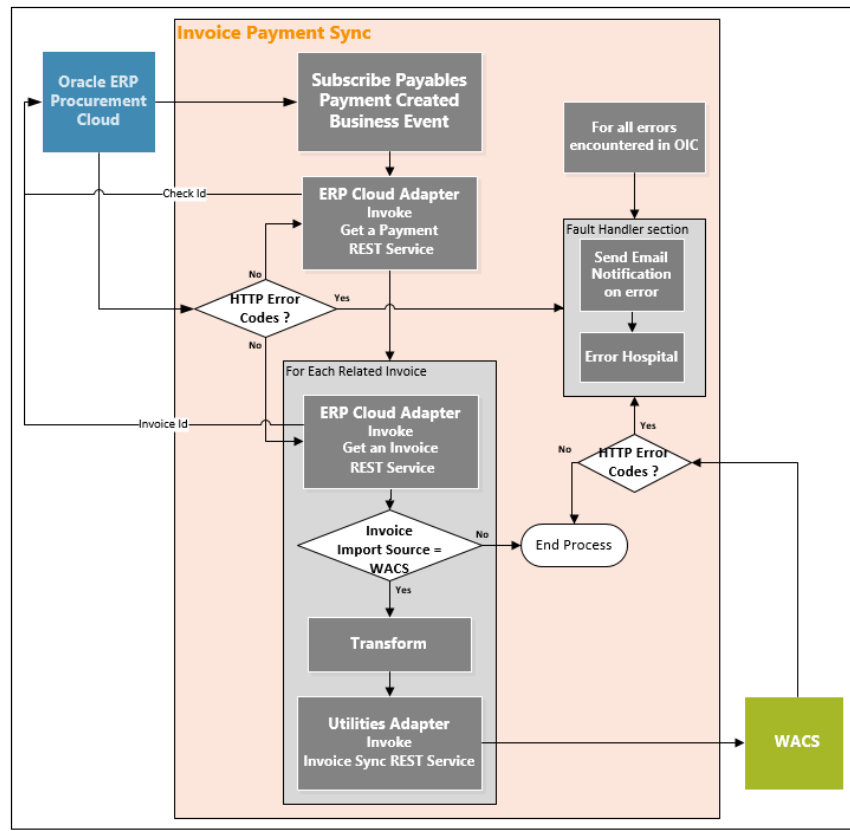 Invoice Payment Sync
Oracle ERP
Procurement
Cloud
Subscribe Payables
Payment Created
Business Event
For all errors
encountered in OIC
Check Id
ERP Cloud Adapter
Invoke
Get a Payment
REST Service
Fault Handler section
Send Email
Notification
on error
Error Hospital
No
HTTP Error
Codes ?
Yes
No
For Each Related Invoice
ERP Cloud Adapter
Invoke
Get an Invoice
REST Service
Invoice Id
Yes
HTTP Error
Codes ?
No
Invoice
Import Source =
WACS
No
End Process
Yes
Transform
Utilities Adapter
Invoke
Invoice Sync REST Service
WACS